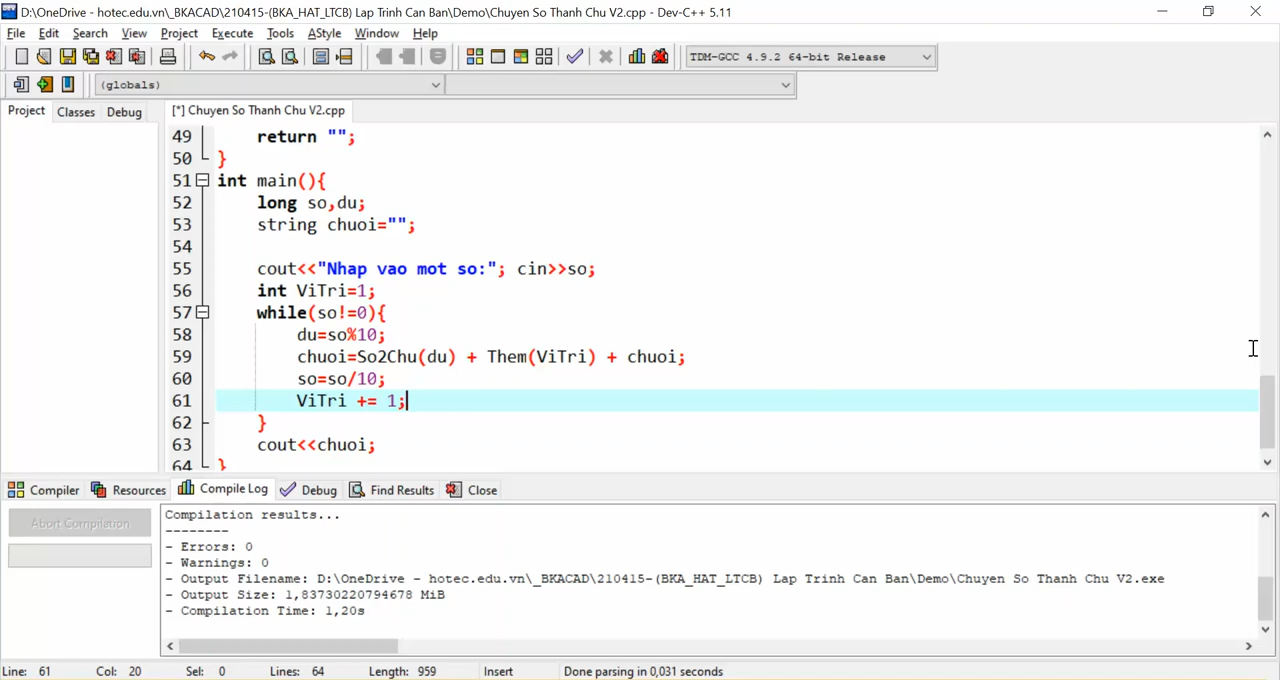 D:\OneDrive - hotec.edu.vn\_BKACAD\210415-(BKA_HAT_LTCB) Lap Trinh Can Ban\Demo\Chuyen So Thanh Chu V2.cpp - Dev-C++ 5.11
File Edit Search View Project Execute Tools AStyle Window Help
TDM-GCC 4.9.2 64-bit Release
(globals)
Project Classes Debug [*] Chuyen So Thanh Chu V2.cpp
49 return "";
50 }
51 int main(){
52 long so,du;
53 string chuoi="";
54
55 cout<<"Nhap vao mot so:"; cin>>so;
56 int ViTri=1;
57 while(so!=0){
58 du=so%10;
59 chuoi=So2Chu(du) + Them(ViTri) + chuoi;
60 so=so/10;
61 ViTri += 1;
62 }
63 cout<<chuoi;
64 }
Compiler Resources Compile Log Debug Find Results Close
Abort Compilation
Compilation results...
--------
- Errors: 0
- Warnings: 0
- Output Filename: D:\OneDrive - hotec.edu.vn\_BKACAD\210415-(BKA_HAT_LTCB) Lap Trinh Can Ban\Demo\Chuyen So Thanh Chu V2.exe
- Output Size: 1,83730220794678 MiB
- Compilation Time: 1,20s
Line: 61 Col: 20 Sel: 0 Lines: 64 Length: 959 Insert Done parsing in 0,031 seconds